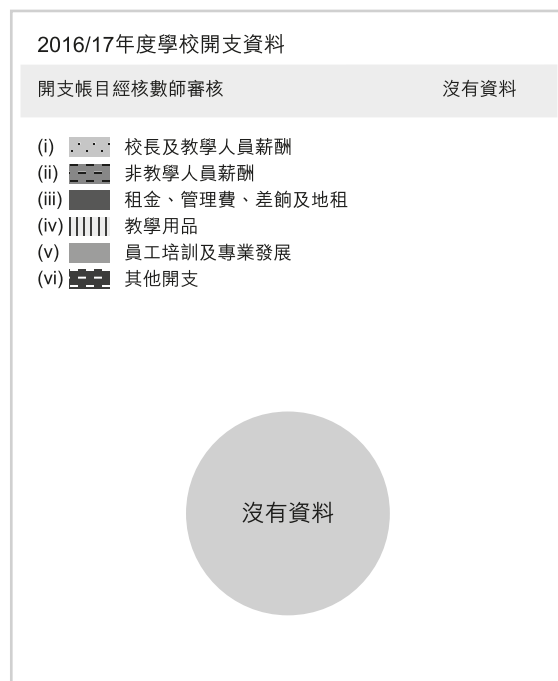 2016/17年度學校開支資料
開支帳目經核數師審核 沒有資料
(i) 校長及教學人員薪酬
(ii) 非教學人員薪酬
(iii) 租金、管理費、差餉及地租
(iv) 教學用品
(v) 員工培訓及專業發展
(vi) 其他開支
沒有資料